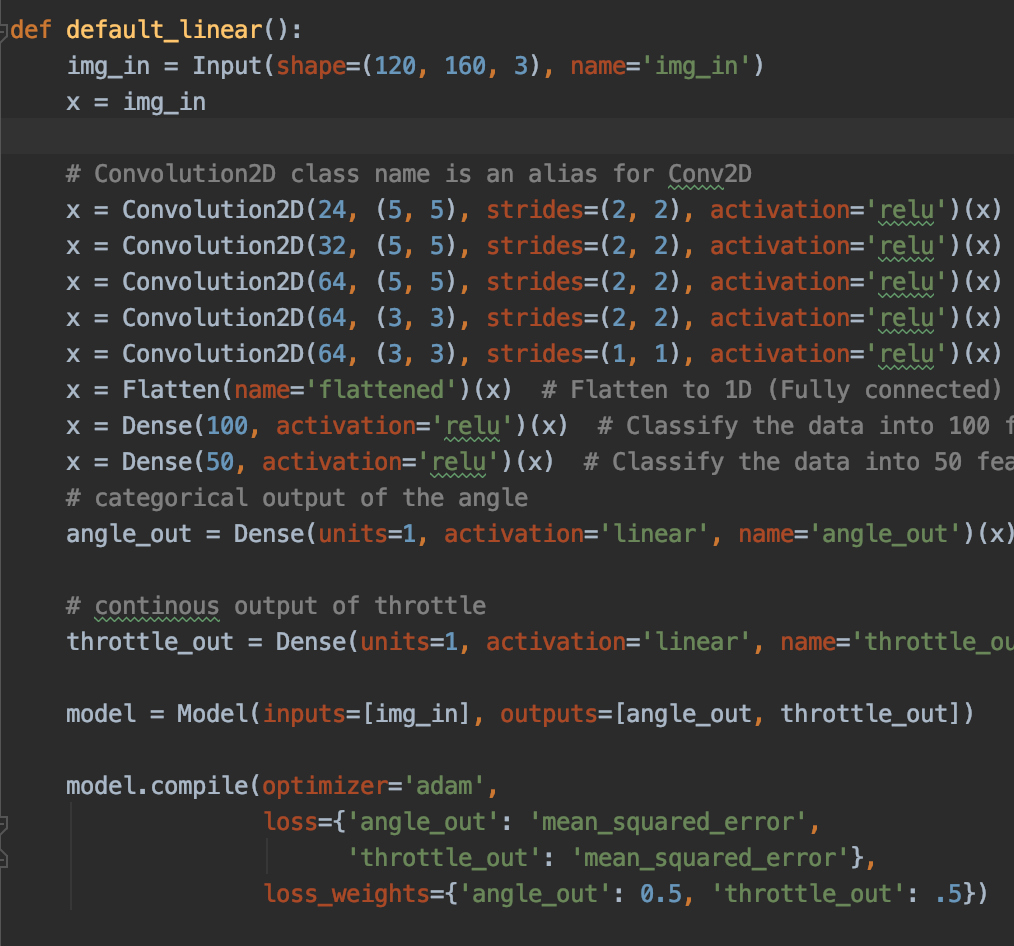 def default_linear():
    img_in = Input(shape=(120, 160, 3), name='img_in')
    x = img_in

    # Convolution2D class name is an alias for Conv2D
    x = Convolution2D(24, (5, 5), strides=(2, 2), activation='relu')(x)
    x = Convolution2D(32, (5, 5), strides=(2, 2), activation='relu')(x)
    x = Convolution2D(64, (5, 5), strides=(2, 2), activation='relu')(x)
    x = Convolution2D(64, (3, 3), strides=(2, 2), activation='relu')(x)
    x = Convolution2D(64, (3, 3), strides=(1, 1), activation='relu')(x)
    x = Flatten(name='flattened')(x)  # Flatten to 1D (Fully connected)
    x = Dense(100, activation='relu')(x)  # Classify the data into 100 f
    x = Dense(50, activation='relu')(x)  # Classify the data into 50 fea
    # categorical output of the angle
    angle_out = Dense(units=1, activation='linear', name='angle_out')(x)

    # continous output of throttle
    throttle_out = Dense(units=1, activation='linear', name='throttle_ou

    model = Model(inputs=[img_in], outputs=[angle_out, throttle_out])

    model.compile(optimizer='adam',
                  loss={'angle_out': 'mean_squared_error',
                        'throttle_out': 'mean_squared_error'},
                  loss_weights={'angle_out': 0.5, 'throttle_out': .5})